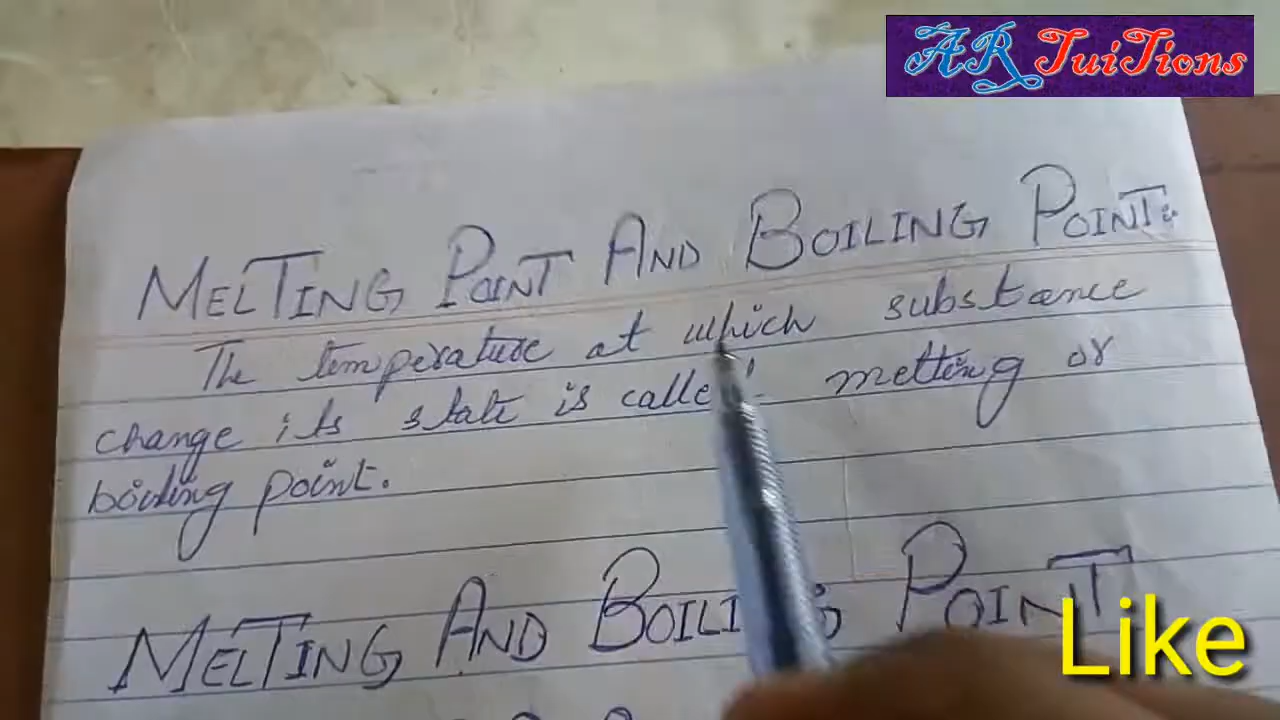 AR TuiTions
MELTING POINT AND BOILING POINT:
The temperature at which substance
change its state is called melting or
boiling point.
MELTING AND BOILING POINT
Like